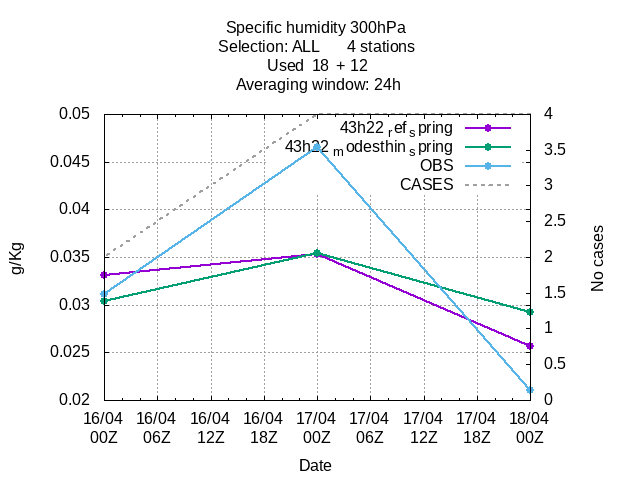 Specific humidity 300hPa
Selection: ALL      4 stations
Used  18  + 12
Averaging window: 24h
0.05
0.045
0.04
0.035
0.03
0.025
0.02
g/Kg
43h22_ref_spring
43h22_modesthin_spring
OBS
CASES
4
3.5
3
2.5
2
1.5
1
0.5
0
No cases
16/04 16/04 16/04 16/04 17/04 17/04 17/04 17/04 18/04
00Z 06Z 12Z 18Z 00Z 06Z 12Z 18Z 00Z
Date